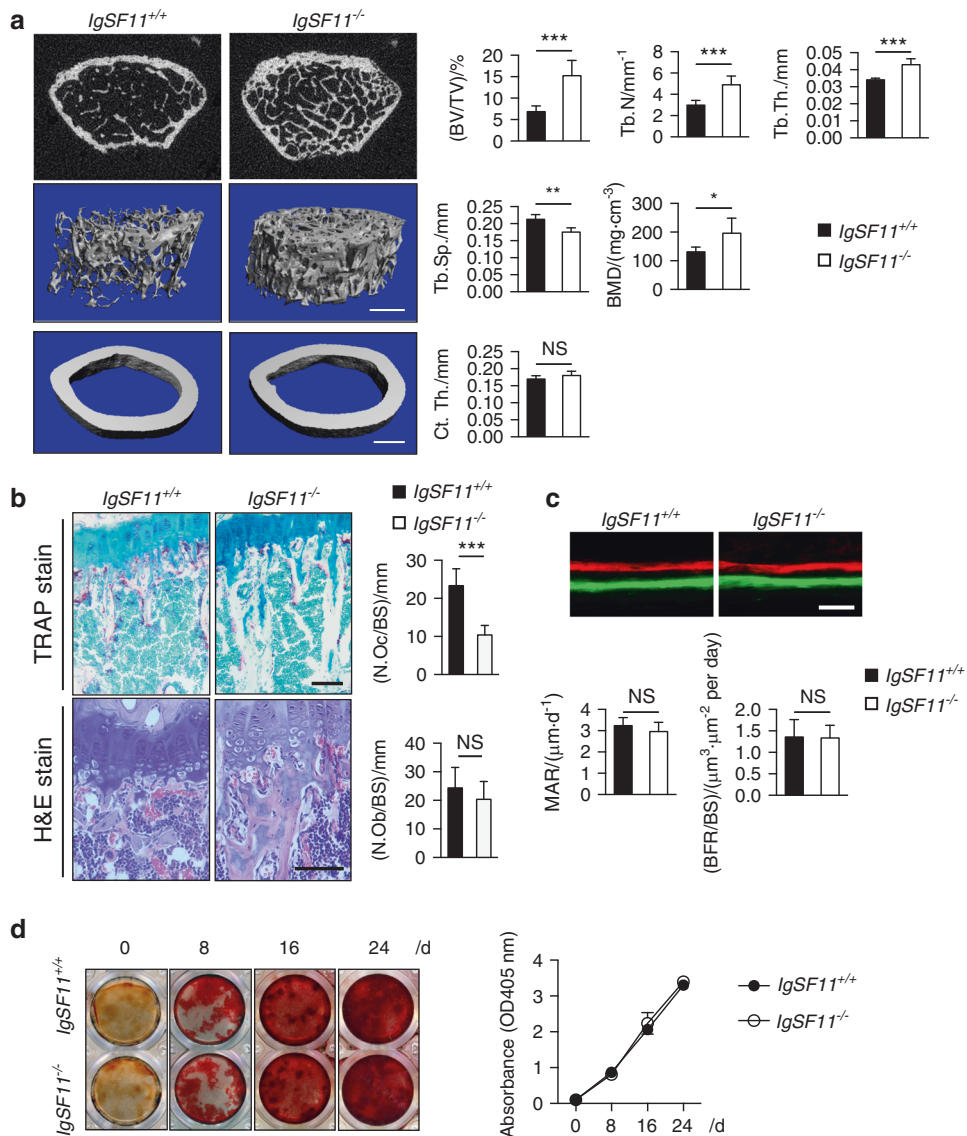 a
IgSF11+/+ IgSF11-/-
(BV/TV)/%
20
15
10
5
0
***
Tb.N/mm-1
8
6
4
2
0
***
Tb.Th./mm
0.05
0.04
0.03
0.02
0.01
0.00
***
Tb.Sp./mm
0.25
0.20
0.15
0.10
0.05
0.00
**
BMD/(mg·cm-3)
300
200
100
0
*
IgSF11+/+
IgSF11-/-
Ct. Th./mm
0.25
0.20
0.15
0.10
0.05
0.00
NS
b
IgSF11+/+ IgSF11-/-
TRAP stain
H&E stain
IgSF11+/+
IgSF11-/-
(N.Oc/BS)/mm
30
20
10
0
***
(N.Ob/BS)/mm
40
30
20
10
0
NS
c
IgSF11+/+ IgSF11-/-
MAR/(μm·d-1)
4
3
2
1
0
NS
(BFR/BS)/(μm3·μm-2 per day)
2.0
1.5
1.0
0.5
0.0
NS
IgSF11+/+
IgSF11-/-
d
0 8 16 24 /d
IgSF11+/+
IgSF11-/-
Absorbance (OD405 nm)
4
3
2
1
0
0 8 16 24 /d
IgSF11+/+
IgSF11-/-